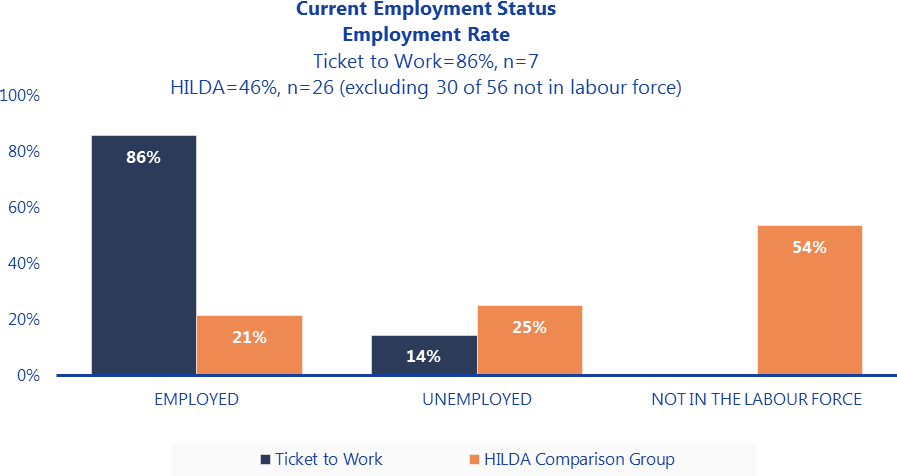 Current Employment Status
Employment Rate
Ticket to Work=86%, n=7
HILDA=46%, n=26 (excluding 30 of 56 not in labour force)
100%
80%
60%
40%
20%
0%
86%
21%
14%
25%
54%
EMPLOYED
UNEMPLOYED
NOT IN THE LABOUR FORCE
Ticket to Work
HILDA Comparison Group